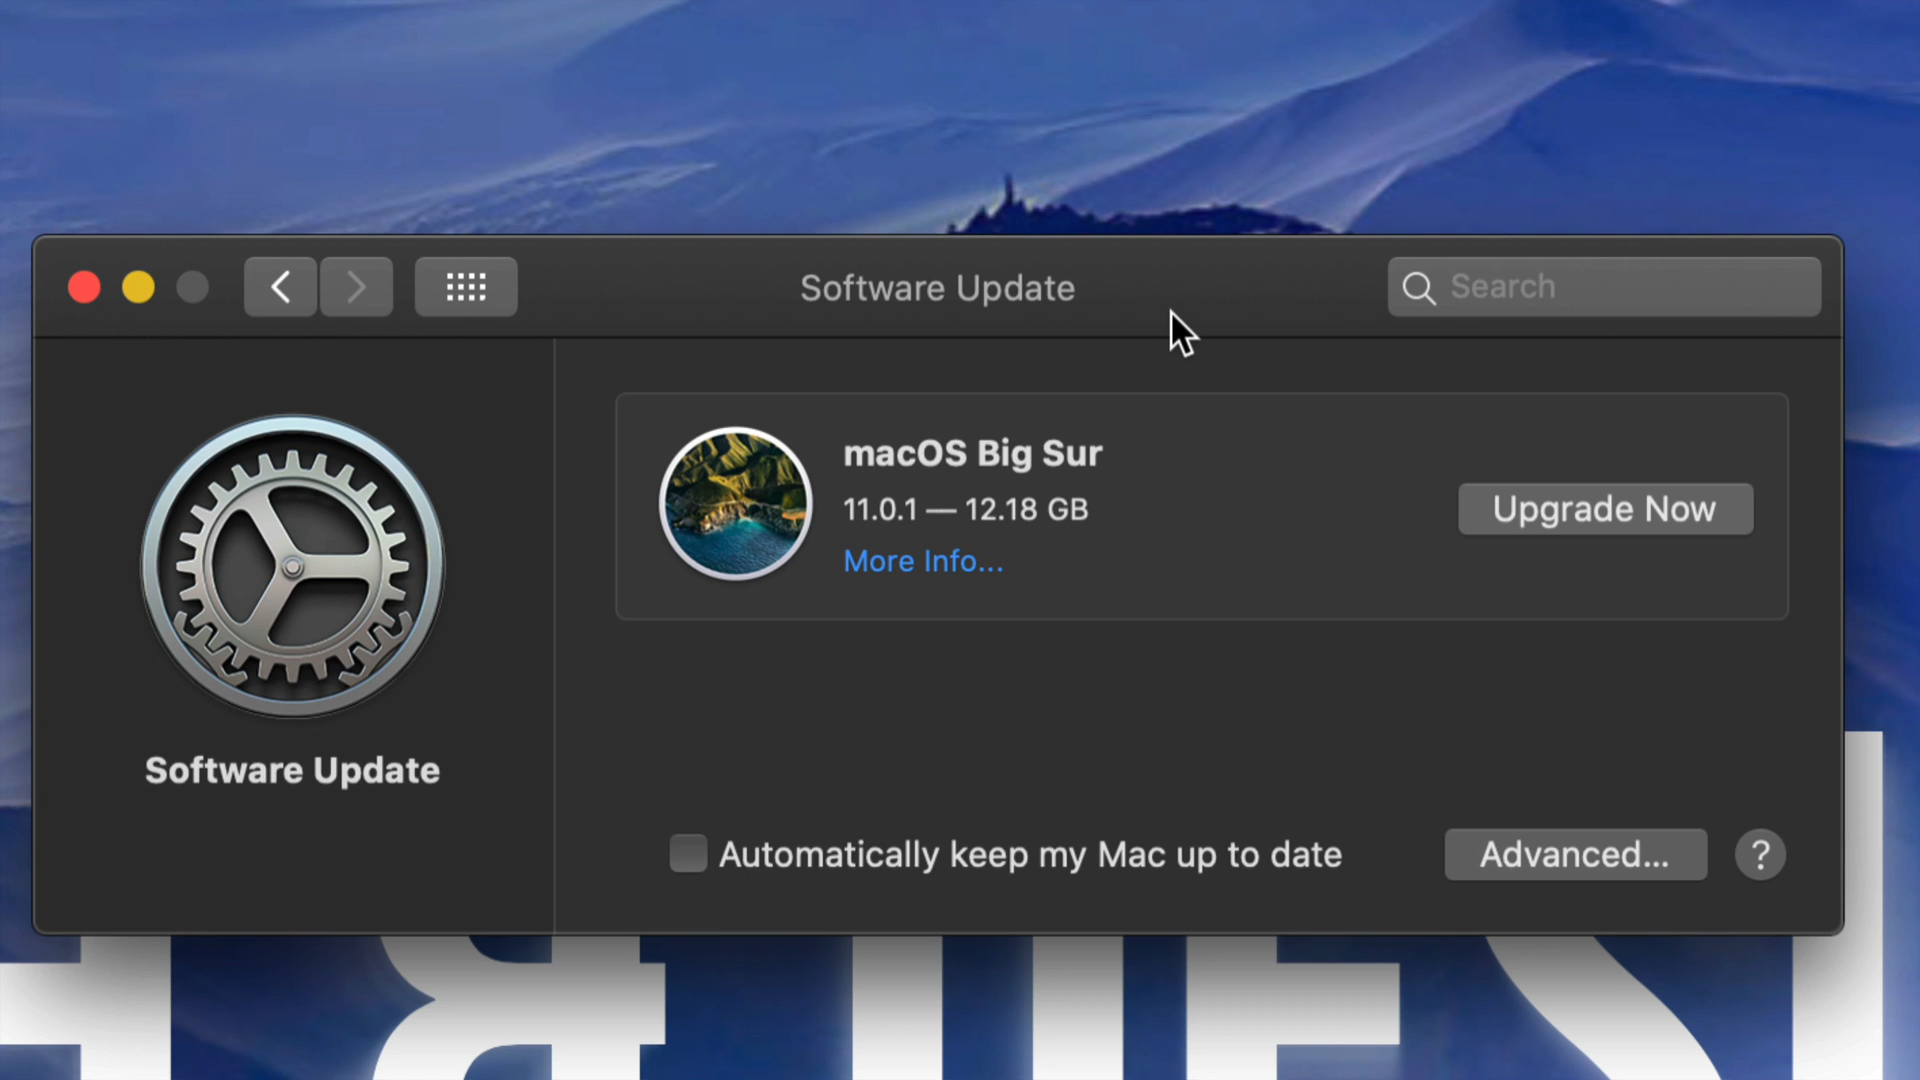 Software Update
Search
macOS Big Sur
11.0.1 — 12.18 GB
More Info...
Upgrade Now
Software Update
Automatically keep my Mac up to date
Advanced...
?